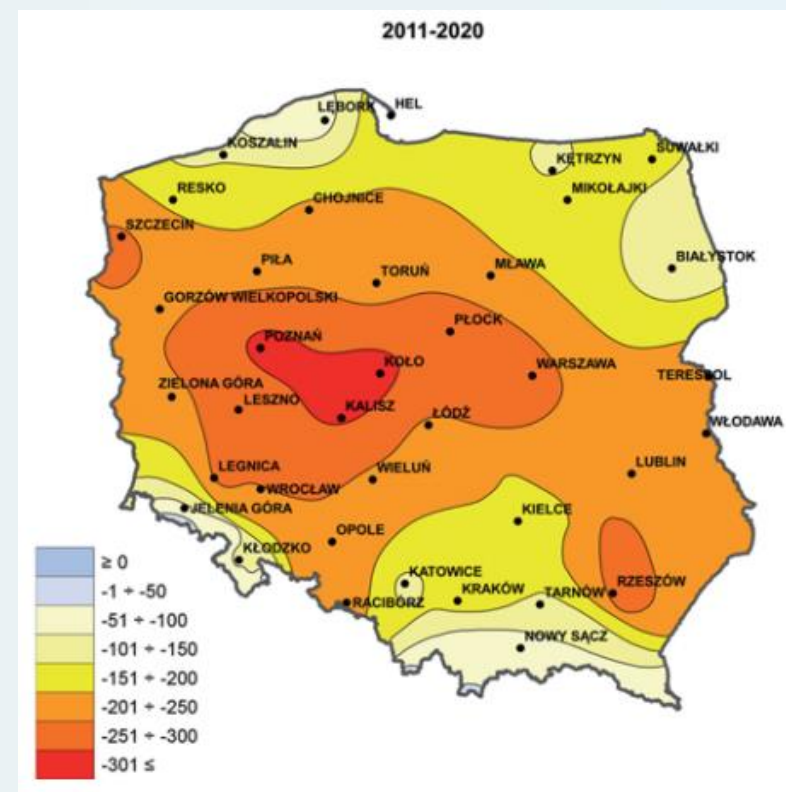 2011-2020
LĘBORK
HEL
KOSZALIN
KĘTRZYN
SUWAŁKI
RESKO
CHOJNICE
MIKOŁAJKI
SZCZECIN
BIAŁYSTOK
PIŁA
TORUŃ
MŁAWA
GORZÓW WIELKOPOLSKI
PŁOCK
POZNAŃ
KOŁO
WARSZAWA
TERESPOL
ZIELONA GÓRA
LESZNO
KALISZ
ŁÓDŹ
WŁODAWA
LEGNICA
WIELUŃ
LUBLIN
WROCŁAW
JELENIA GÓRA
KIELCE
OPOLE
KŁODZKO
KATOWICE
RZESZÓW
KRAKÓW
TARNÓW
RACIBÓRZ
NOWY SĄCZ
≥ 0
-1 ÷ -50
-51 ÷ -100
-101 ÷ -150
-151 ÷ -200
-201 ÷ -250
-251 ÷ -300
-301 ≤